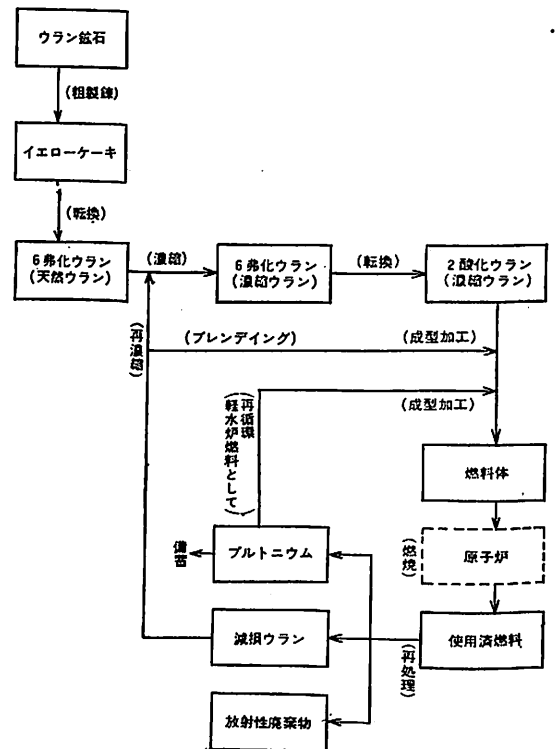 ウラン鉱石
(粗製錬)
イエローケーキ
(転換)
6弗化ウラン
(天然ウラン)
(濃縮)
6弗化ウラン
(濃縮ウラン)
(転換)
2酸化ウラン
(濃縮ウラン)
(再濃縮)
(ブレンデイング)
(成型加工)
(成型加工)
(再循環
軽水炉燃料として)
燃料体
(燃焼)
原子炉
備蓄
プルトニウム
減損ウラン
使用済燃料
(再処理)
放射性廃棄物